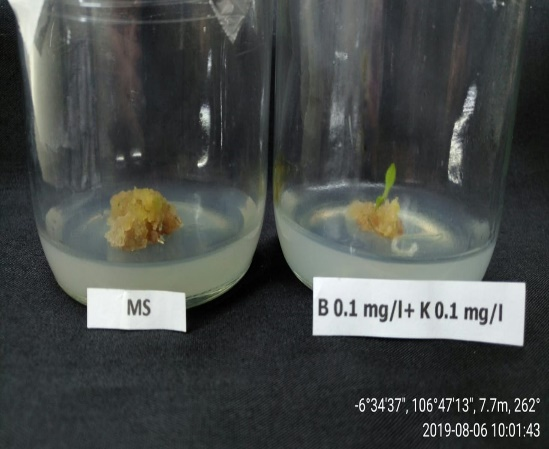 MS
B 0.1 mg/l+ K 0.1 mg/l
-6°34'37", 106°47'13", 7.7m, 262°
2019-08-06 10:01:43